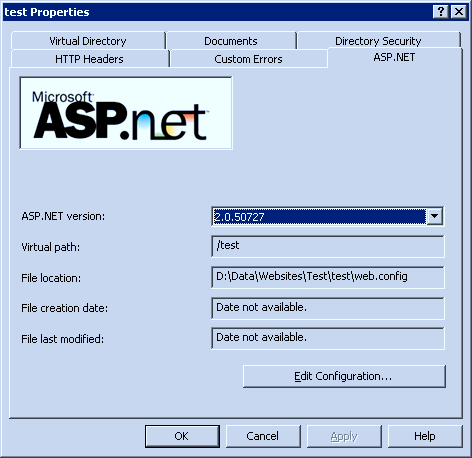 test Properties
Virtual Directory Documents Directory Security
HTTP Headers Custom Errors ASP.NET
Microsoft
ASP.net
ASP.NET version: 2.0.50727
Virtual path: /test
File location: D:\Data\Websites\Test\test\web.config
File creation date: Date not available.
File last modified: Date not available.
Edit Configuration...
OK Cancel Apply Help